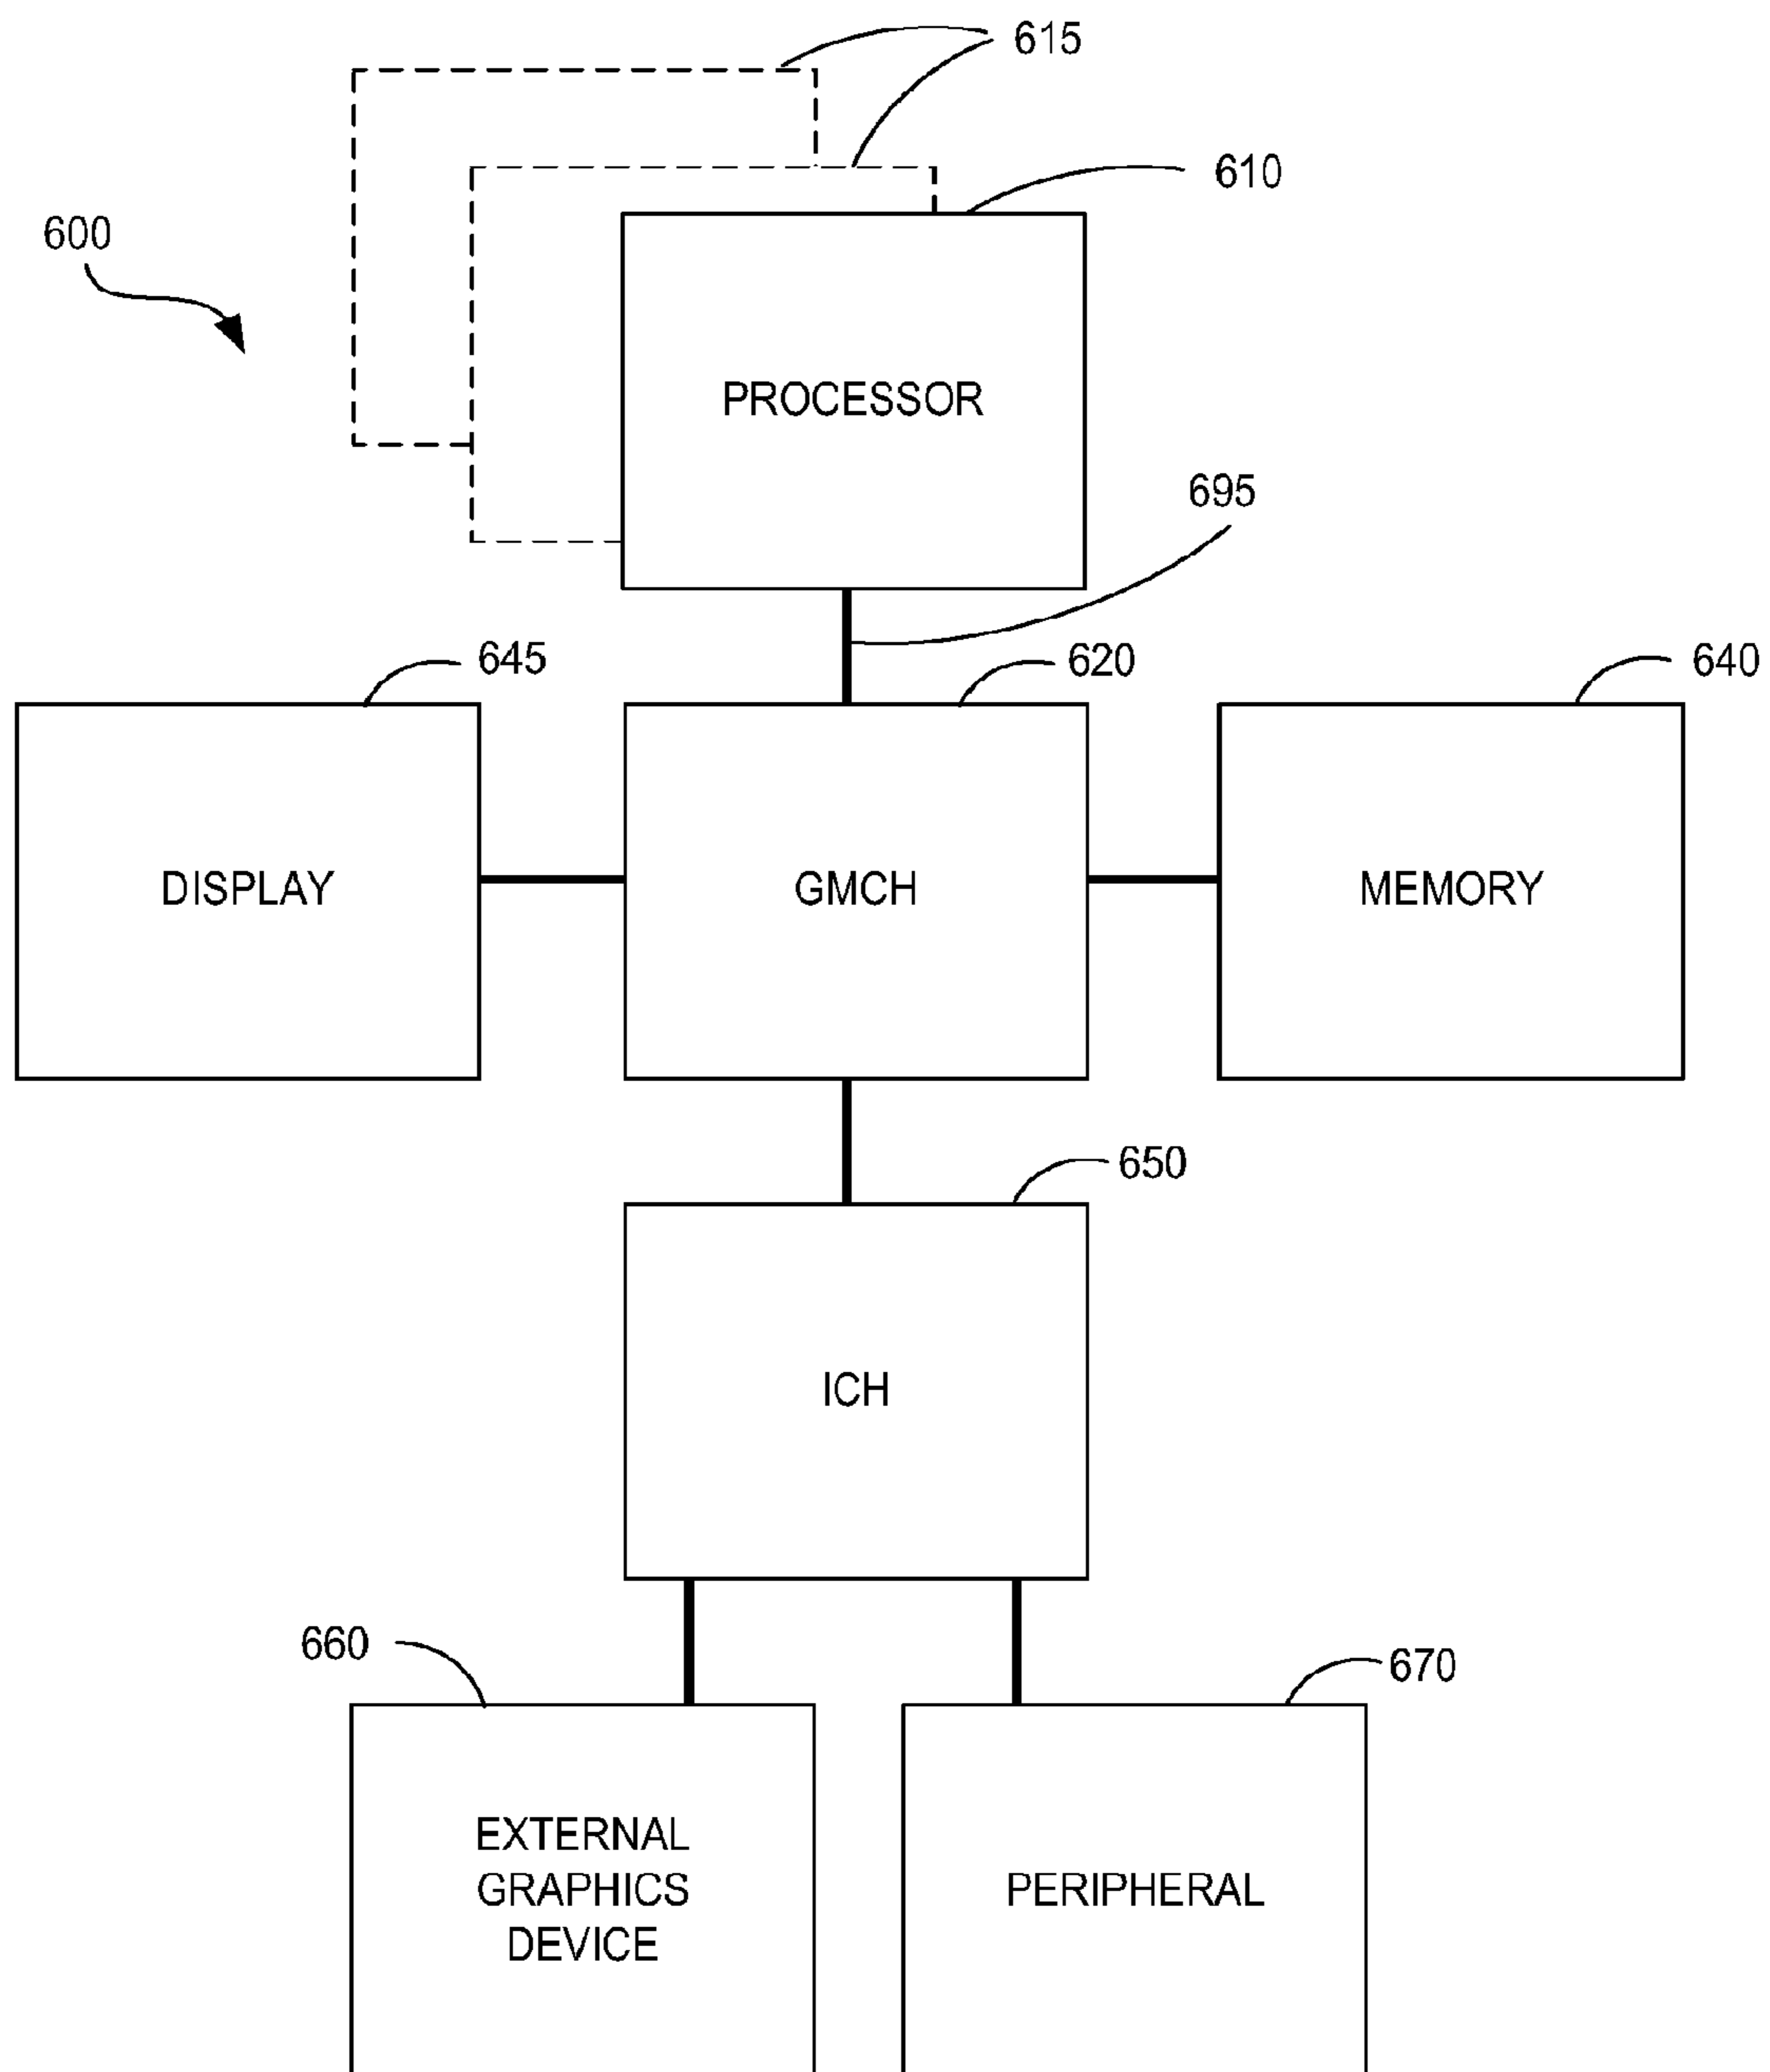 615
610
600
PROCESSOR
695
645
620
640
DISPLAY
GMCH
MEMORY
650
ICH
660
670
EXTERNAL
GRAPHICS
DEVICE
PERIPHERAL